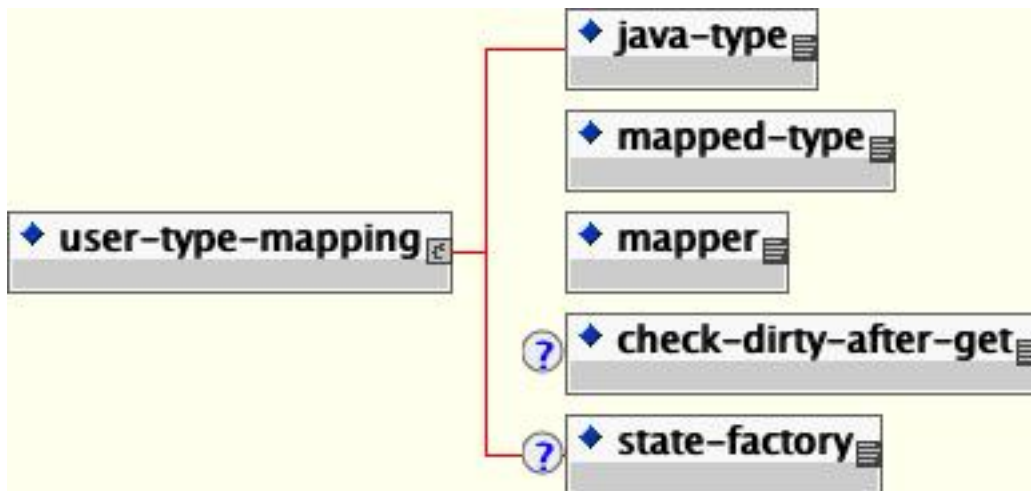 java-type
mapped-type
user-type-mapping
mapper
? check-dirty-after-get
? state-factory